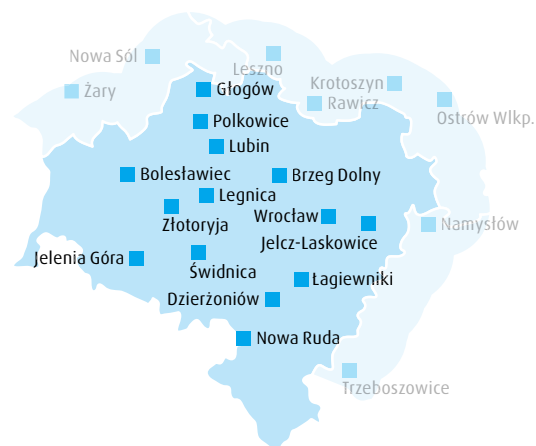 Nowa Sól
Leszno
Krotoszyn
Żary
Głogów
Rawicz
Ostrów Wlkp.
Polkowice
Lubin
Bolesławiec
Brzeg Dolny
Legnica
Złotoryja
Wrocław
Namysłów
Jelcz-Laskowice
Jelenia Góra
Świdnica
Łagiewniki
Dzierżoniów
Nowa Ruda
Trzeboszowice